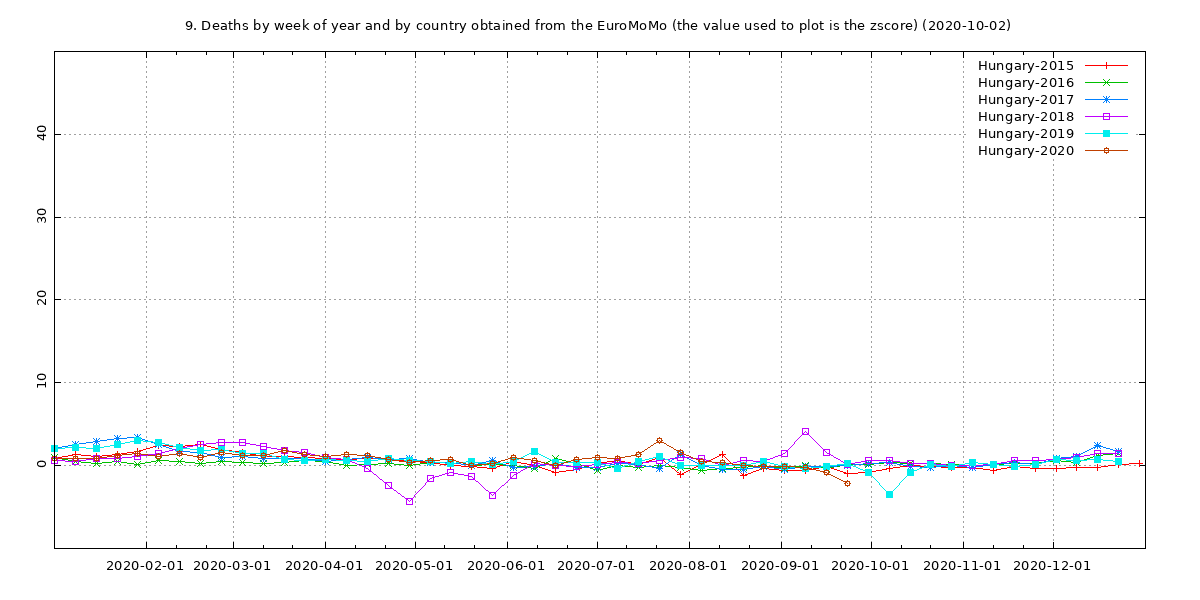 9. Deaths by week of year and by country obtained from the EuroMoMo (the value used to plot is the zscore) (2020-10-02)
Hungary-2015
Hungary-2016
Hungary-2017
Hungary-2018
Hungary-2019
Hungary-2020
40
30
20
10
0
2020-02-01 2020-03-01 2020-04-01 2020-05-01 2020-06-01 2020-07-01 2020-08-01 2020-09-01 2020-10-01 2020-11-01 2020-12-01